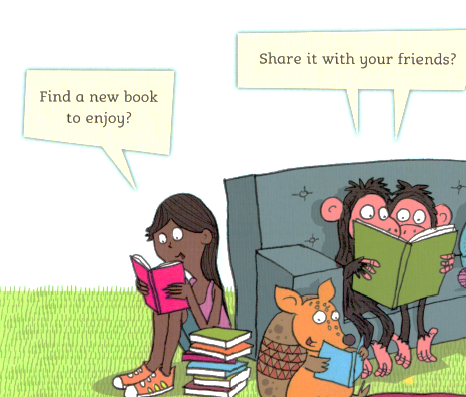 Share it with your friends?
Find a new book
to enjoy?